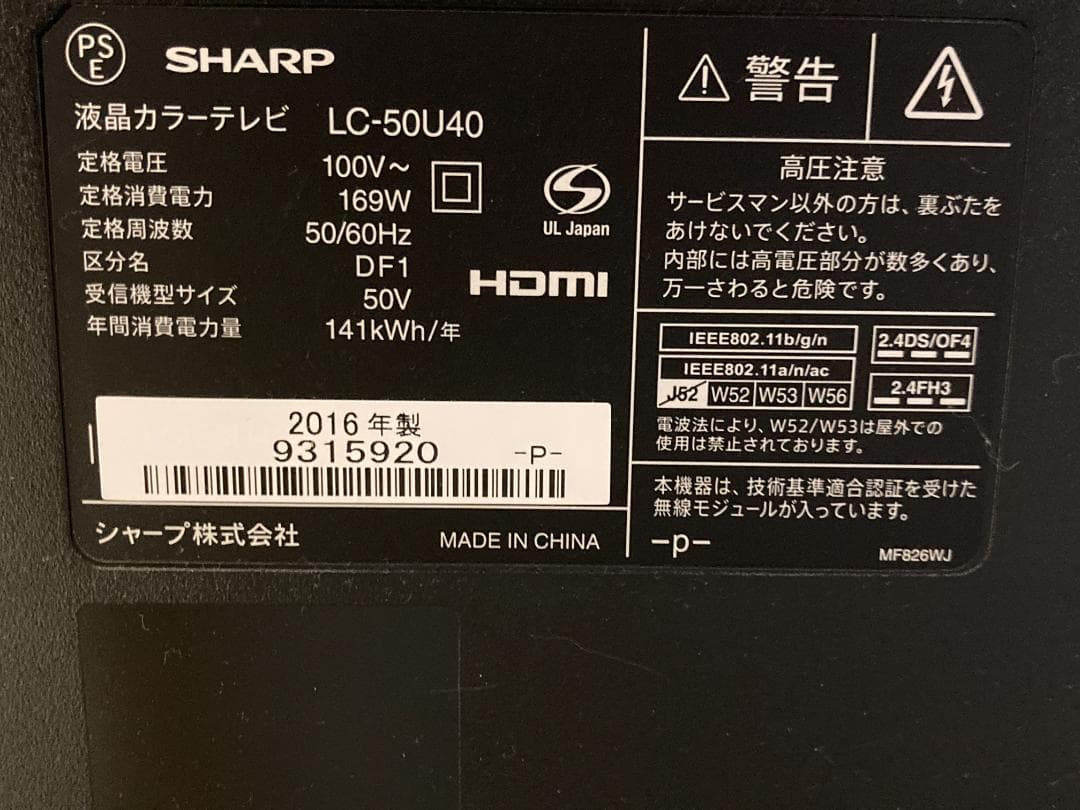 PS
E
SHARP
液晶カラーテレビ LC-50U40
定格電圧 100V~
定格消費電力 169W
定格周波数 50/60Hz
区分名 DF1
受信機型サイズ 50V
年間消費電力量 141kWh/年
UL Japan
HDMI
2016年製
9315920 -P-
シャープ株式会社 MADE IN CHINA
警告
高圧注意
サービスマン以外の方は、裏ぶたを
あけないでください。
内部には高電圧部分が数多くあり、
万一さわると危険です。
IEEE802.11b/g/n
IEEE802.11a/n/ac
J52 W52 W53 W56
2.4DS/OF4
2.4FH3
電波法により、W52/W53は屋外での
使用は禁止されております。
本機器は、技術基準適合認証を受けた
無線モジュールが入っています。
-p- MF826WJ